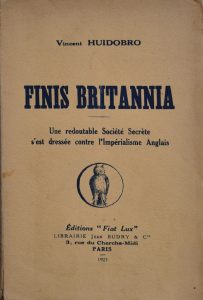 Vincent HUIDOBRO
FINIS BRITANNIA
Une redoutable Société Secrète
s'est dressée contre l'Impérialisme Anglais
Éditions "Fiat Lux"
LIBRAIRIE Jean BUDRY & Cie
3, rue du Cherche-Midi
PARIS
1923